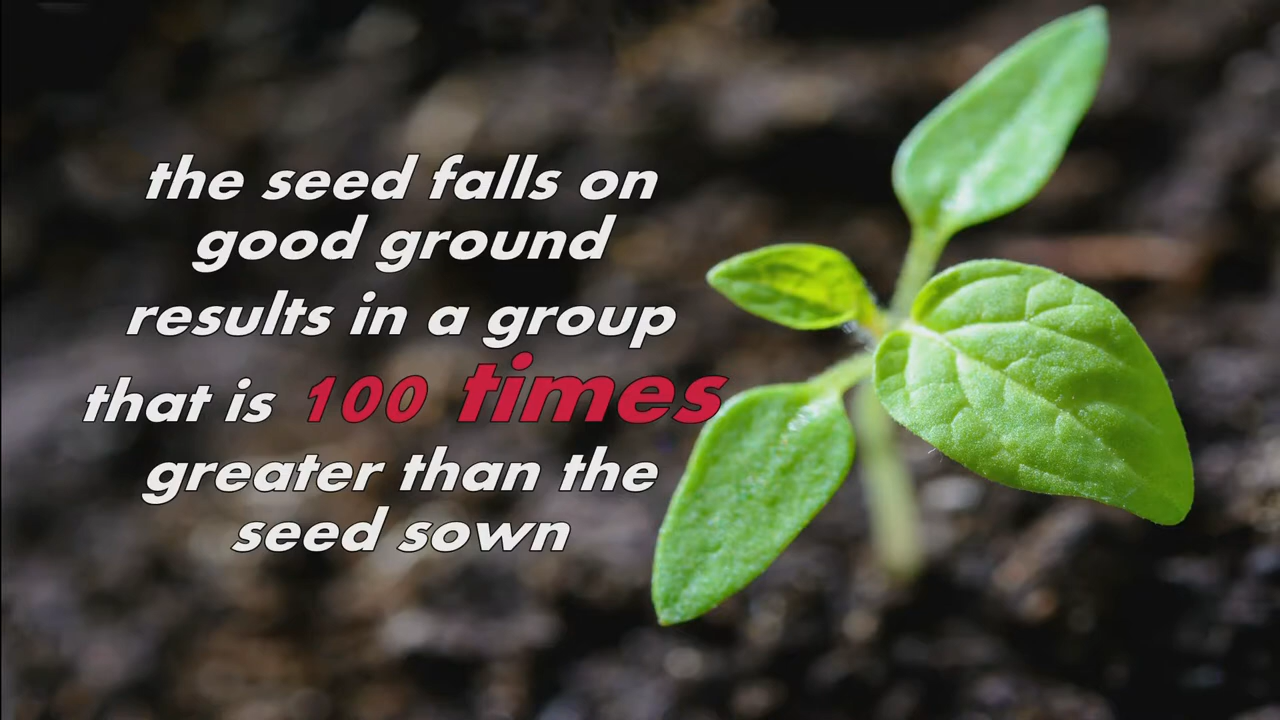 the seed falls on
good ground
results in a group
that is 100 times
greater than the
seed sown